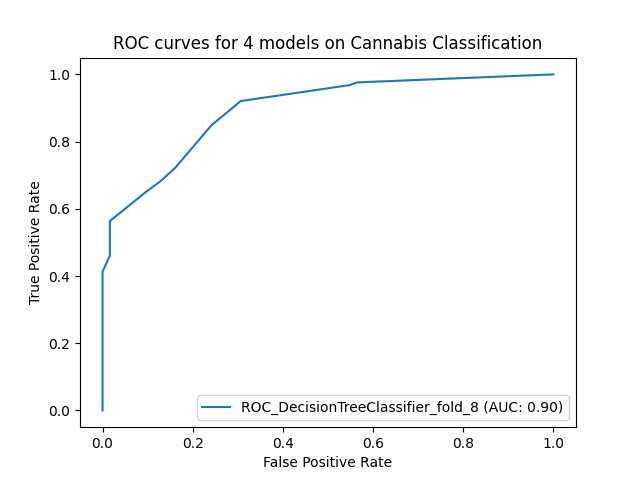 ROC curves for 4 models on Cannabis Classification
1.0
0.8
0.6
0.4
0.2
0.0
True Positive Rate
ROC_DecisionTreeClassifier_fold_8 (AUC: 0.90)
0.0 0.2 0.4 0.6 0.8 1.0
False Positive Rate